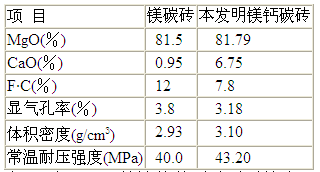 项 目 镁碳砖 本发明镁钙碳砖
MgO(%) 81.5 81.79
CaO(%) 0.95 6.75
F·C(%) 12 7.8
显气孔率(%) 3.8 3.18
体积密度(g/cm³) 2.93 3.10
常温耐压强度(MPa) 40.0 43.20